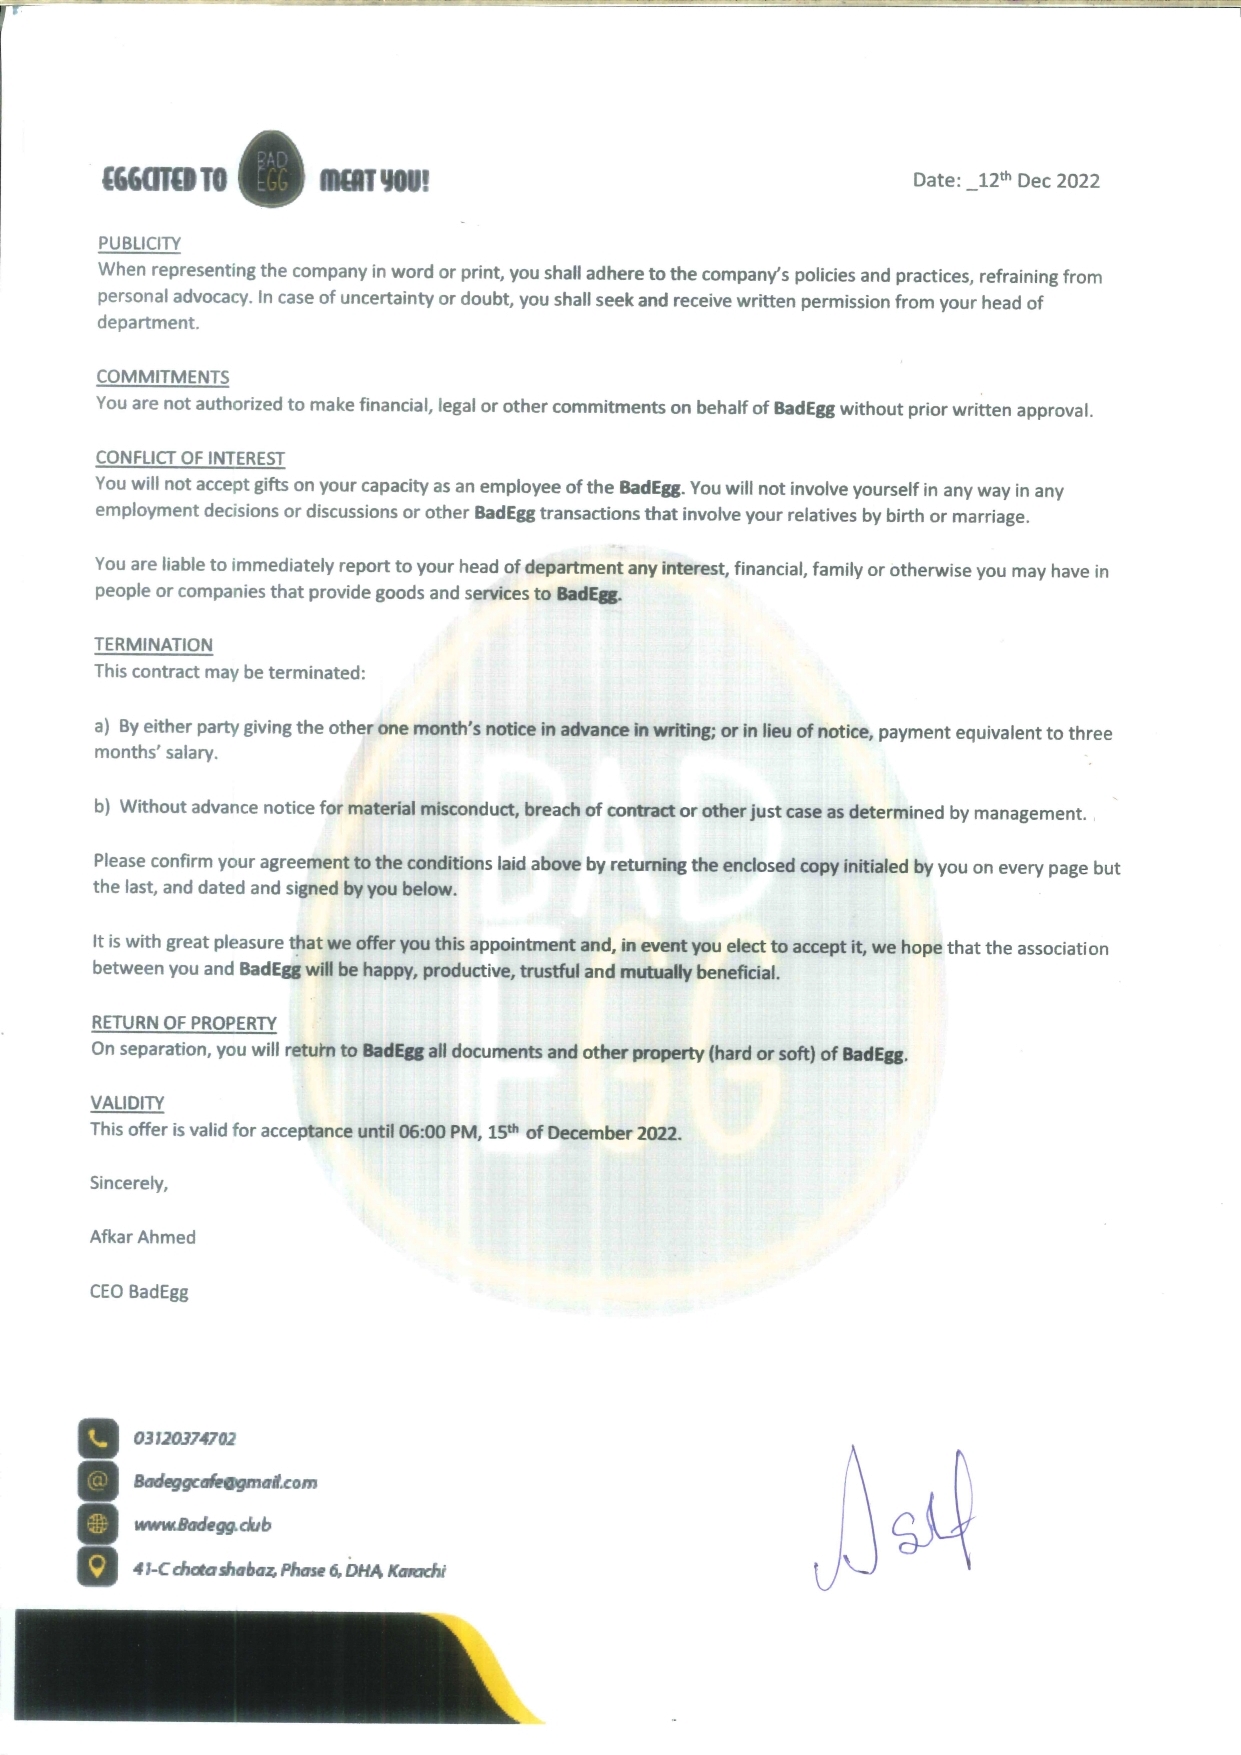 EGGCITED TO BAD EGG MEAT YOU!
Date: _12th Dec 2022
PUBLICITY
When representing the company in word or print, you shall adhere to the company's policies and practices, refraining from
personal advocacy. In case of uncertainty or doubt, you shall seek and receive written permission from your head of
department.
COMMITMENTS
You are not authorized to make financial, legal or other commitments on behalf of BadEgg without prior written approval.
CONFLICT OF INTEREST
You will not accept gifts on your capacity as an employee of the BadEgg. You will not involve yourself in any way in any
employment decisions or discussions or other BadEgg transactions that involve your relatives by birth or marriage.
You are liable to immediately report to your head of department any interest, financial, family or otherwise you may have in
people or companies that provide goods and services to BadEgg.
TERMINATION
This contract may be terminated:
a) By either party giving the other one month's notice in advance in writing; or in lieu of notice, payment equivalent to three
months' salary.
b) Without advance notice for material misconduct, breach of contract or other just case as determined by management.
Please confirm your agreement to the conditions laid above by returning the enclosed copy initialed by you on every page but
the last, and dated and signed by you below.
It is with great pleasure that we offer you this appointment and, in event you elect to accept it, we hope that the association
between you and BadEgg will be happy, productive, trustful and mutually beneficial.
RETURN OF PROPERTY
On separation, you will return to BadEgg all documents and other property (hard or soft) of BadEgg.
VALIDITY
This offer is valid for acceptance until 06:00 PM, 15th of December 2022.
Sincerely,
Afkar Ahmed
CEO BadEgg
BAD
EGG
03120374702
Badeggcafe@gmail.com
www.Badegg.club
41-C chota shabaz, Phase 6, DHA, Karachi
Asif